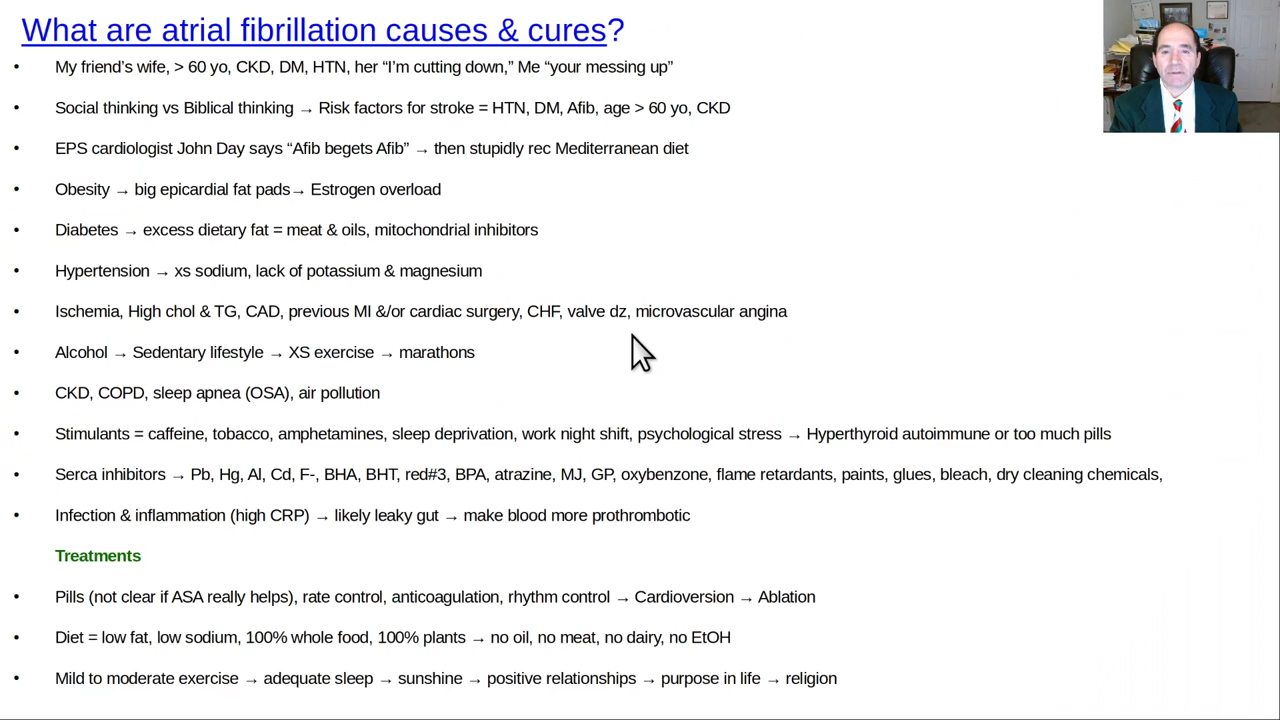 What are atrial fibrillation causes & cures?
• My friend's wife, > 60 yo, CKD, DM, HTN, her “I'm cutting down,” Me “your messing up”
• Social thinking vs Biblical thinking → Risk factors for stroke = HTN, DM, Afib, age > 60 yo, CKD
• EPS cardiologist John Day says “Afib begets Afib” → then stupidly rec Mediterranean diet
• Obesity → big epicardial fat pads→ Estrogen overload
• Diabetes → excess dietary fat = meat & oils, mitochondrial inhibitors
• Hypertension → xs sodium, lack of potassium & magnesium
• Ischemia, High chol & TG, CAD, previous MI &/or cardiac surgery, CHF, valve dz, microvascular angina
• Alcohol → Sedentary lifestyle → XS exercise → marathons
• CKD, COPD, sleep apnea (OSA), air pollution
• Stimulants = caffeine, tobacco, amphetamines, sleep deprivation, work night shift, psychological stress → Hyperthyroid autoimmune or too much pills
• Serca inhibitors → Pb, Hg, Al, Cd, F-, BHA, BHT, red#3, BPA, atrazine, MJ, GP, oxybenzone, flame retardants, paints, glues, bleach, dry cleaning chemicals,
• Infection & inflammation (high CRP) → likely leaky gut → make blood more prothrombotic
Treatments
• Pills (not clear if ASA really helps), rate control, anticoagulation, rhythm control → Cardioversion → Ablation
• Diet = low fat, low sodium, 100% whole food, 100% plants → no oil, no meat, no dairy, no EtOH
• Mild to moderate exercise → adequate sleep → sunshine → positive relationships → purpose in life → religion